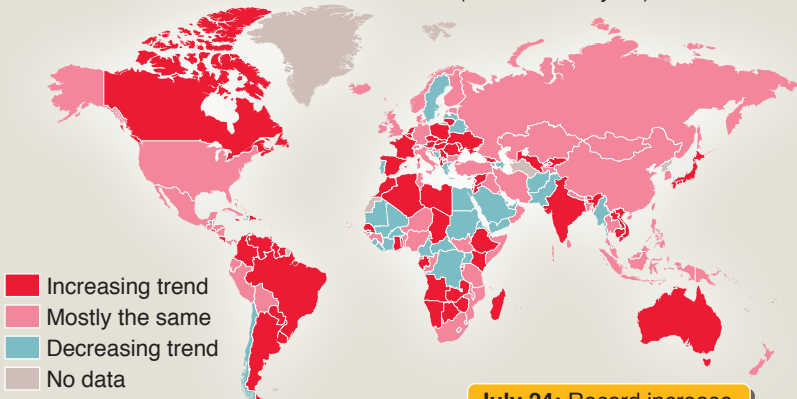 Increasing trend
Mostly the same
Decreasing trend
No data
July 24: Record increase